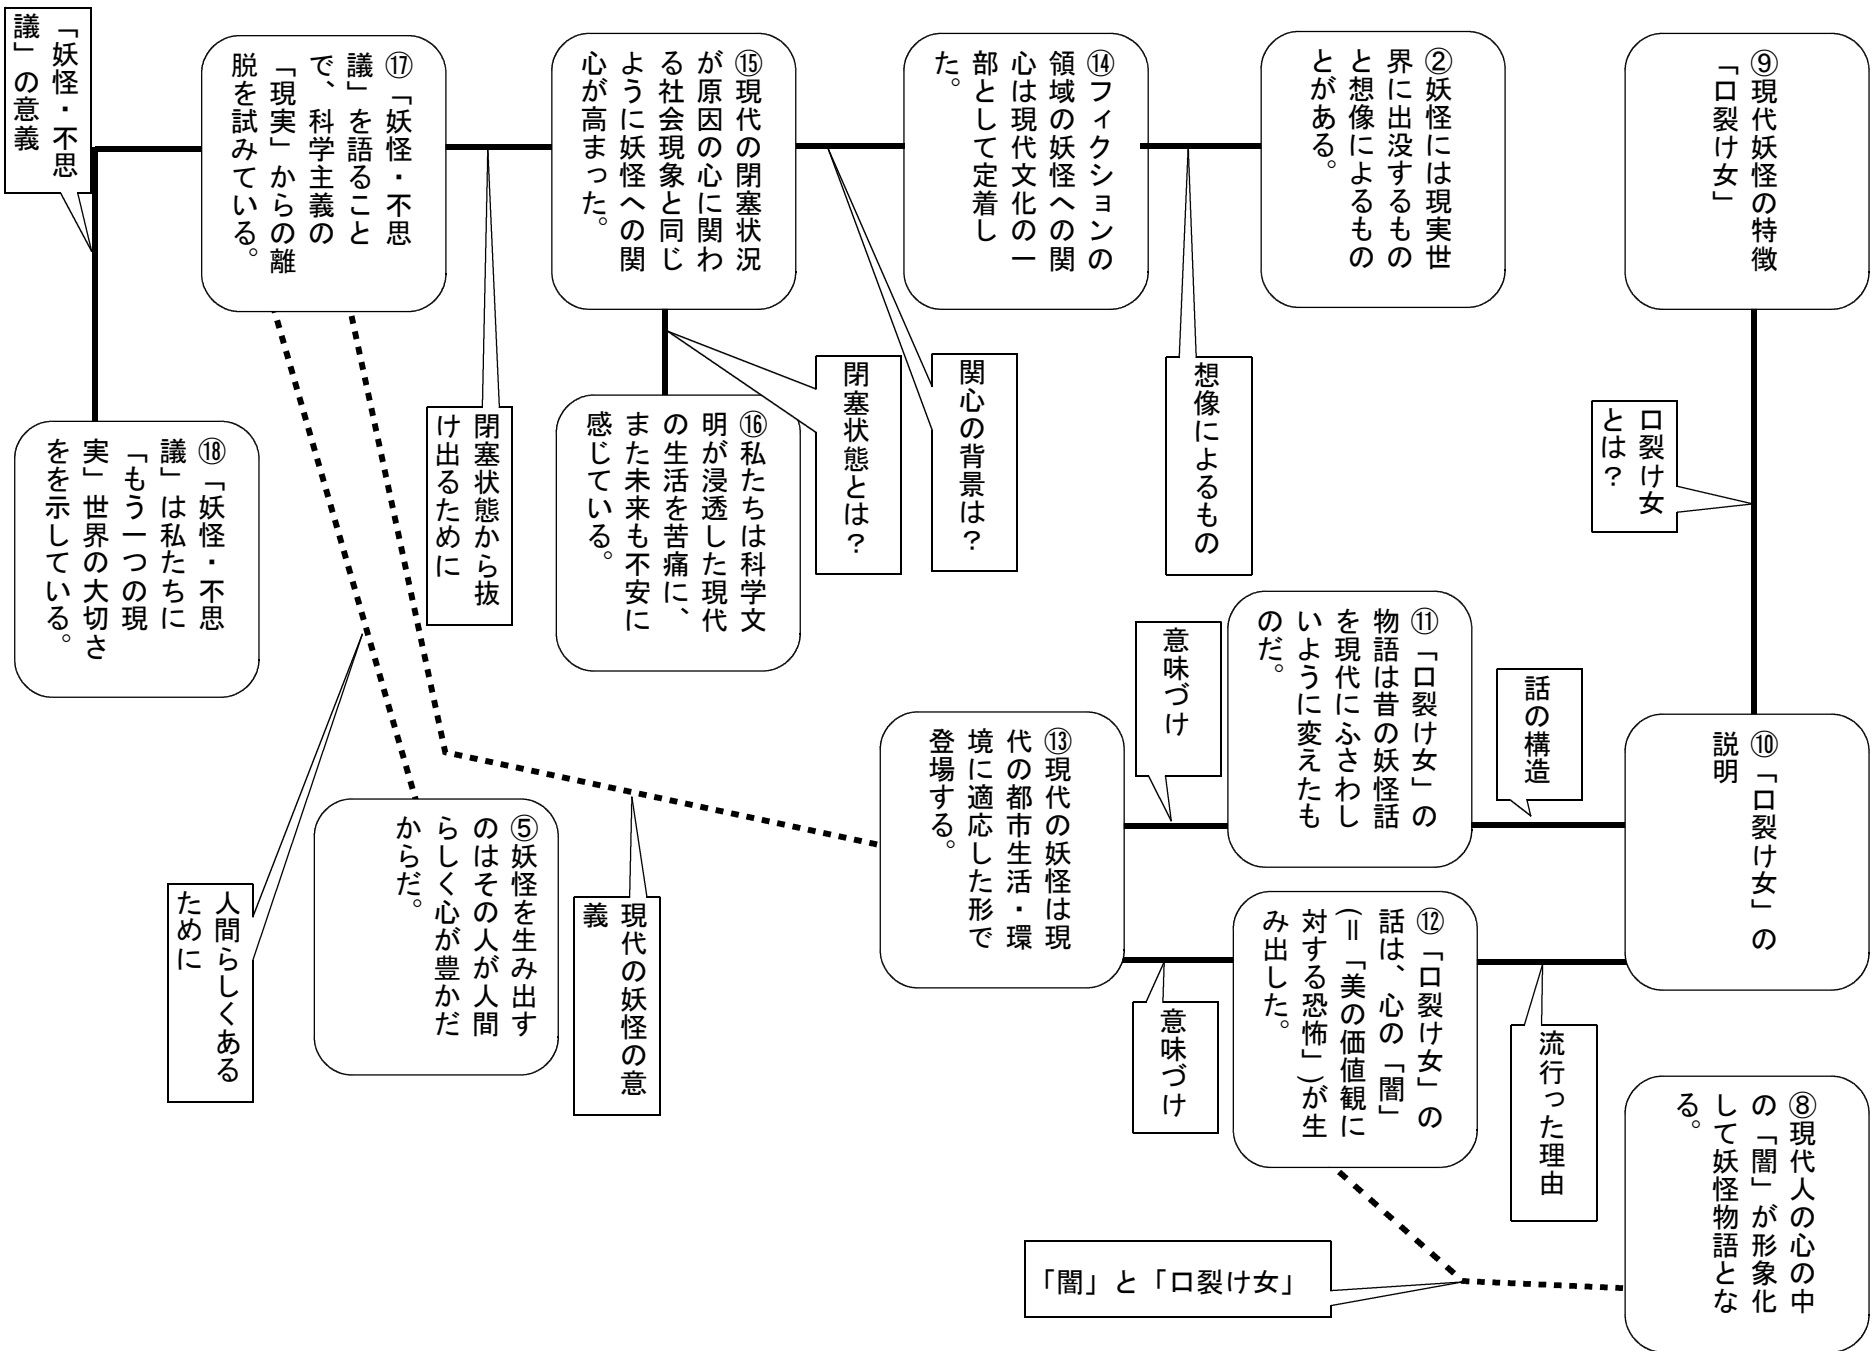 ⑨現代妖怪の特徴
「口裂け女」
口裂け女
とは？
⑩「口裂け女」の
説明
話の構造
流行った理由
⑧現代人の心の中
の「闇」が形象化
して妖怪物語とな
る。
②妖怪には現実世
界に出没するもの
と想像によるもの
とがある。
想像によるもの
⑪「口裂け女」の
物語は昔の妖怪話
を現代にふさわし
いように変えたも
のだ。
意味づけ
⑫「口裂け女」の
話は、心の「闇」
(＝「美の価値観に
対する恐怖」)が生
み出した。
意味づけ
「闇」と「口裂け女」
⑭フィクションの
領域の妖怪への関
心は現代文化の一
部として定着し
た。
関心の背景は？
⑬現代の妖怪は現
代の都市生活・環
境に適応した形で
登場する。
⑮現代の閉塞状況
が原因の心に関わ
る社会現象と同じ
ように妖怪への関
心が高まった。
閉塞状態とは？
⑯私たちは科学文
明が浸透した現代
の生活を苦痛に、
また未来も不安に
感じている。
閉塞状態から抜
け出るために
現代の妖怪の意
義
⑤妖怪を生み出す
のはその人が人間
らしく心が豊かだ
からだ。
人間らしくある
ために
⑰「妖怪・不思
議」を語ること
で、科学主義の
「現実」からの離
脱を試みている。
「妖怪・不思
議」の意義
⑱「妖怪・不思
議」は私たちに
「もう一つの現
実」世界の大切さ
をを示している。